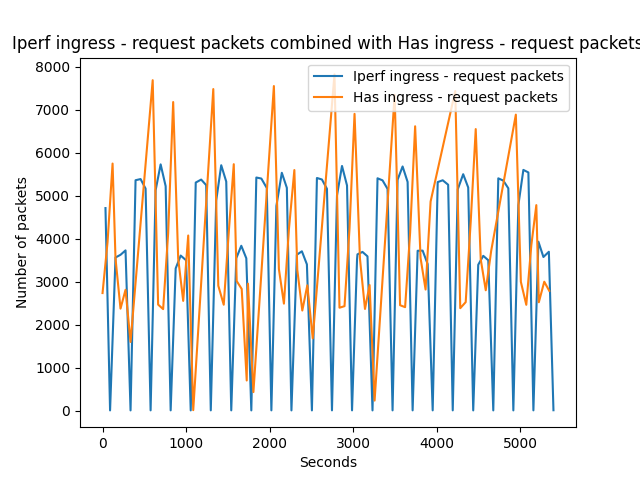 Iperf ingress - request packets combined with Has ingress - request packets
Iperf ingress - request packets
Has ingress - request packets
Number of packets
8000
7000
6000
5000
4000
3000
2000
1000
0
0 1000 2000 3000 4000 5000
Seconds